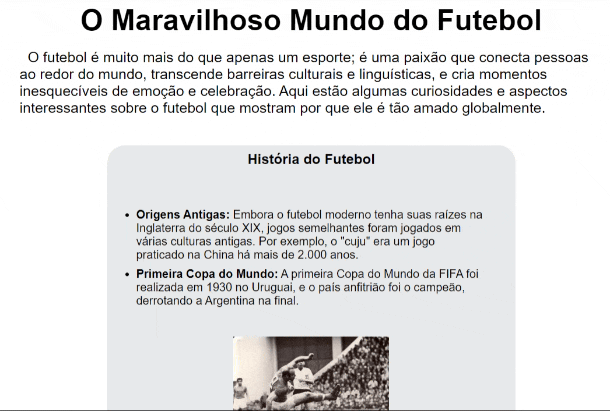 O Maravilhoso Mundo do Futebol
O futebol é muito mais do que apenas um esporte; é uma paixão que conecta pessoas
ao redor do mundo, transcende barreiras culturais e linguísticas, e cria momentos
inesquecíveis de emoção e celebração. Aqui estão algumas curiosidades e aspectos
interessantes sobre o futebol que mostram por que ele é tão amado globalmente.
História do Futebol
• Origens Antigas: Embora o futebol moderno tenha suas raízes na
Inglaterra do século XIX, jogos semelhantes foram jogados em
várias culturas antigas. Por exemplo, o "cuju" era um jogo
praticado na China há mais de 2.000 anos.
• Primeira Copa do Mundo: A primeira Copa do Mundo da FIFA foi
realizada em 1930 no Uruguai, e o país anfitrião foi o campeão,
derrotando a Argentina na final.